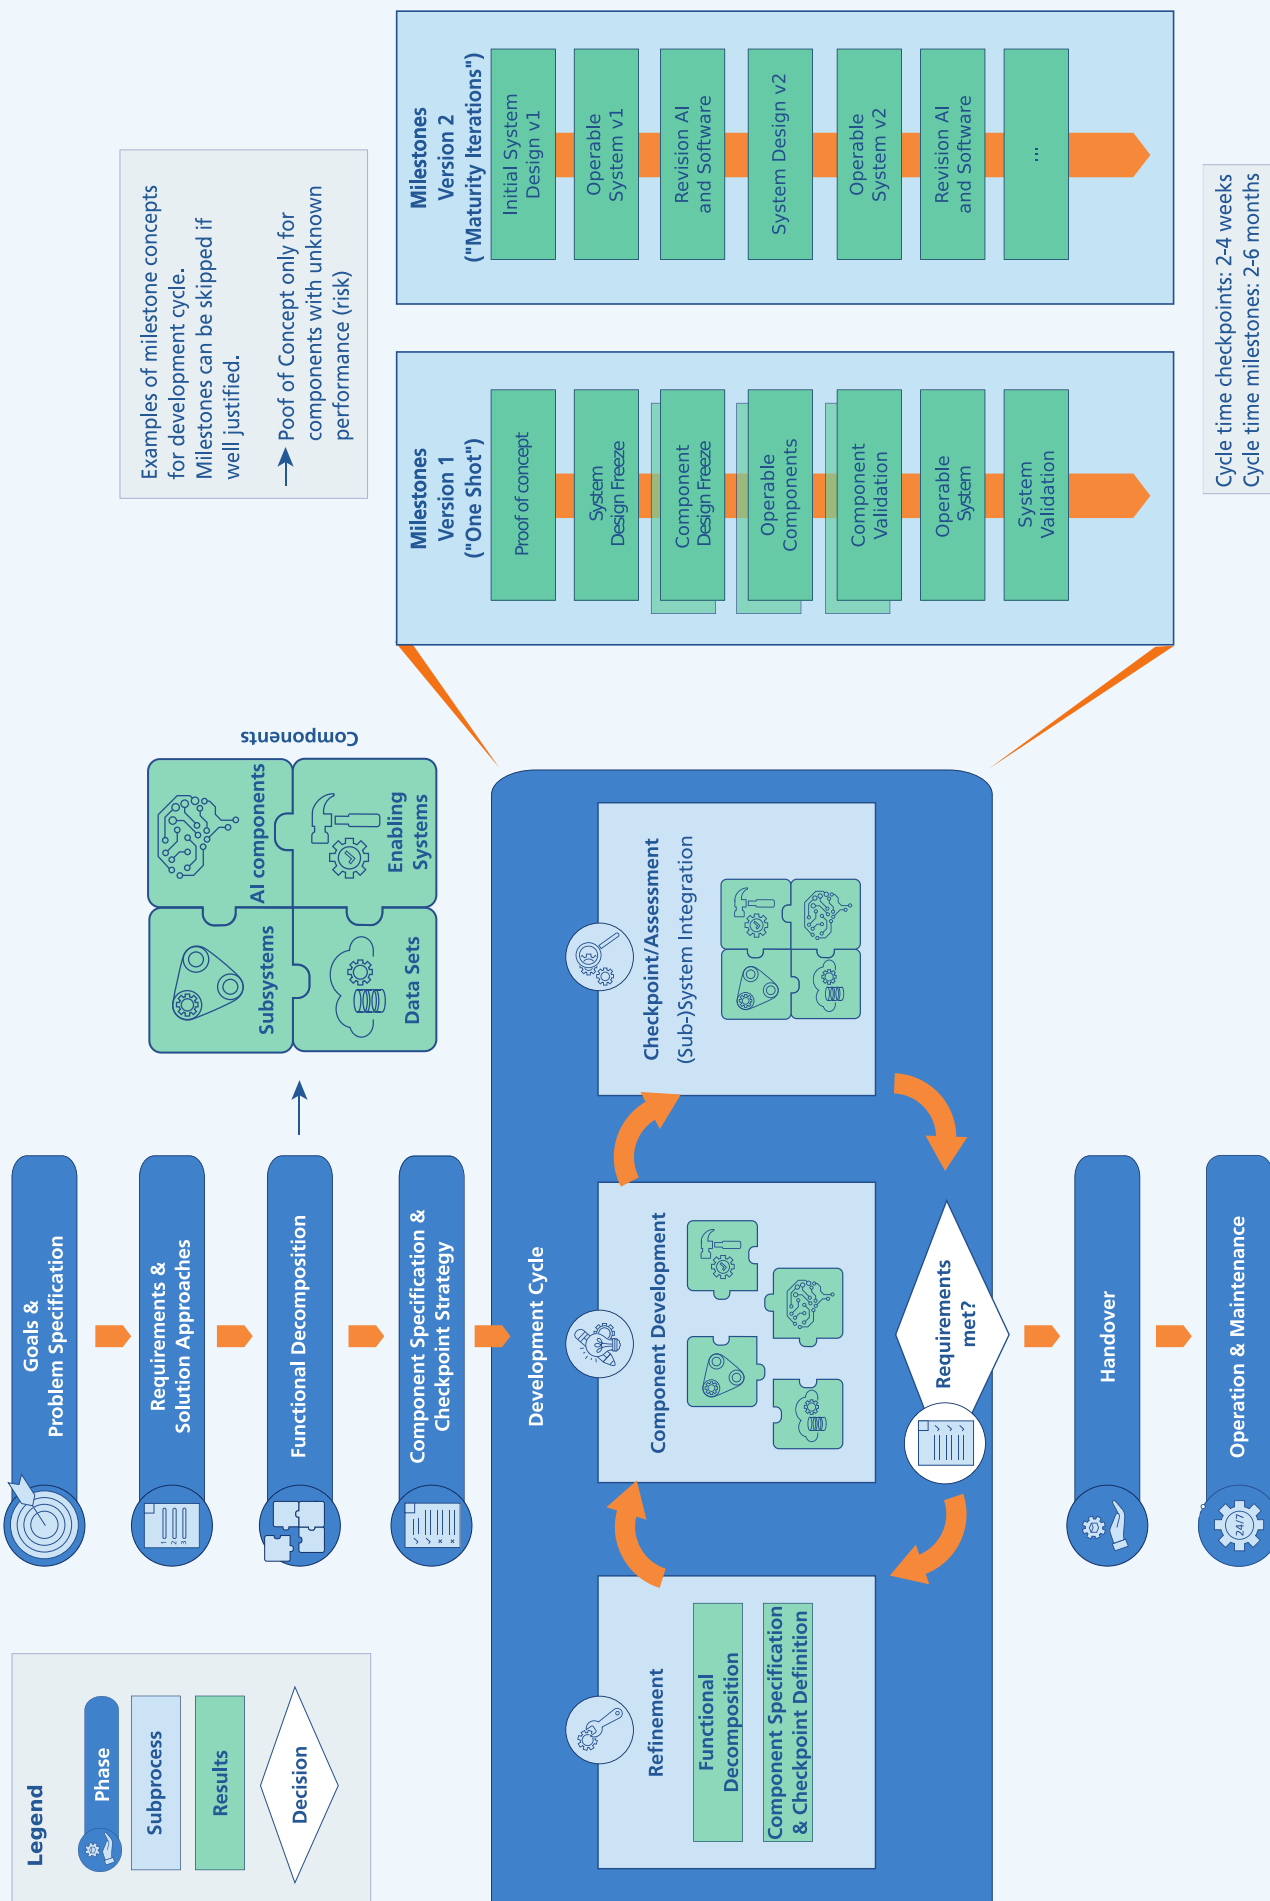 Legend
Phase
Subprocess
Results
Decision
Goals &
Problem Specification
Requirements &
Solution Approaches
1
2
3
Functional Decomposition
Component Specification &
Checkpoint Strategy
Subsystems
AI components
Data Sets
Enabling
Systems
Components
Examples of milestone concepts
for development cycle.
Milestones can be skipped if
well justified.
Poof of Concept only for
components with unknown
performance (risk)
Development Cycle
Refinement
Functional
Decomposition
Component Specification
& Checkpoint Definition
Component Development
Checkpoint/Assessment
(Sub-)System Integration
Requirements
met?
Handover
Operation & Maintenance
24/7
Milestones
Version 1
("One Shot")
Proof of concept
System
Design Freeze
Component
Design Freeze
Operable
Components
Component
Validation
Operable
System
System
Validation
Milestones
Version 2
("Maturity Iterations")
Initial System
Design v1
Operable
System v1
Revision AI
and Software
System Design v2
Operable
System v2
Revision AI
and Software
...
Cycle time checkpoints: 2-4 weeks
Cycle time milestones: 2-6 months